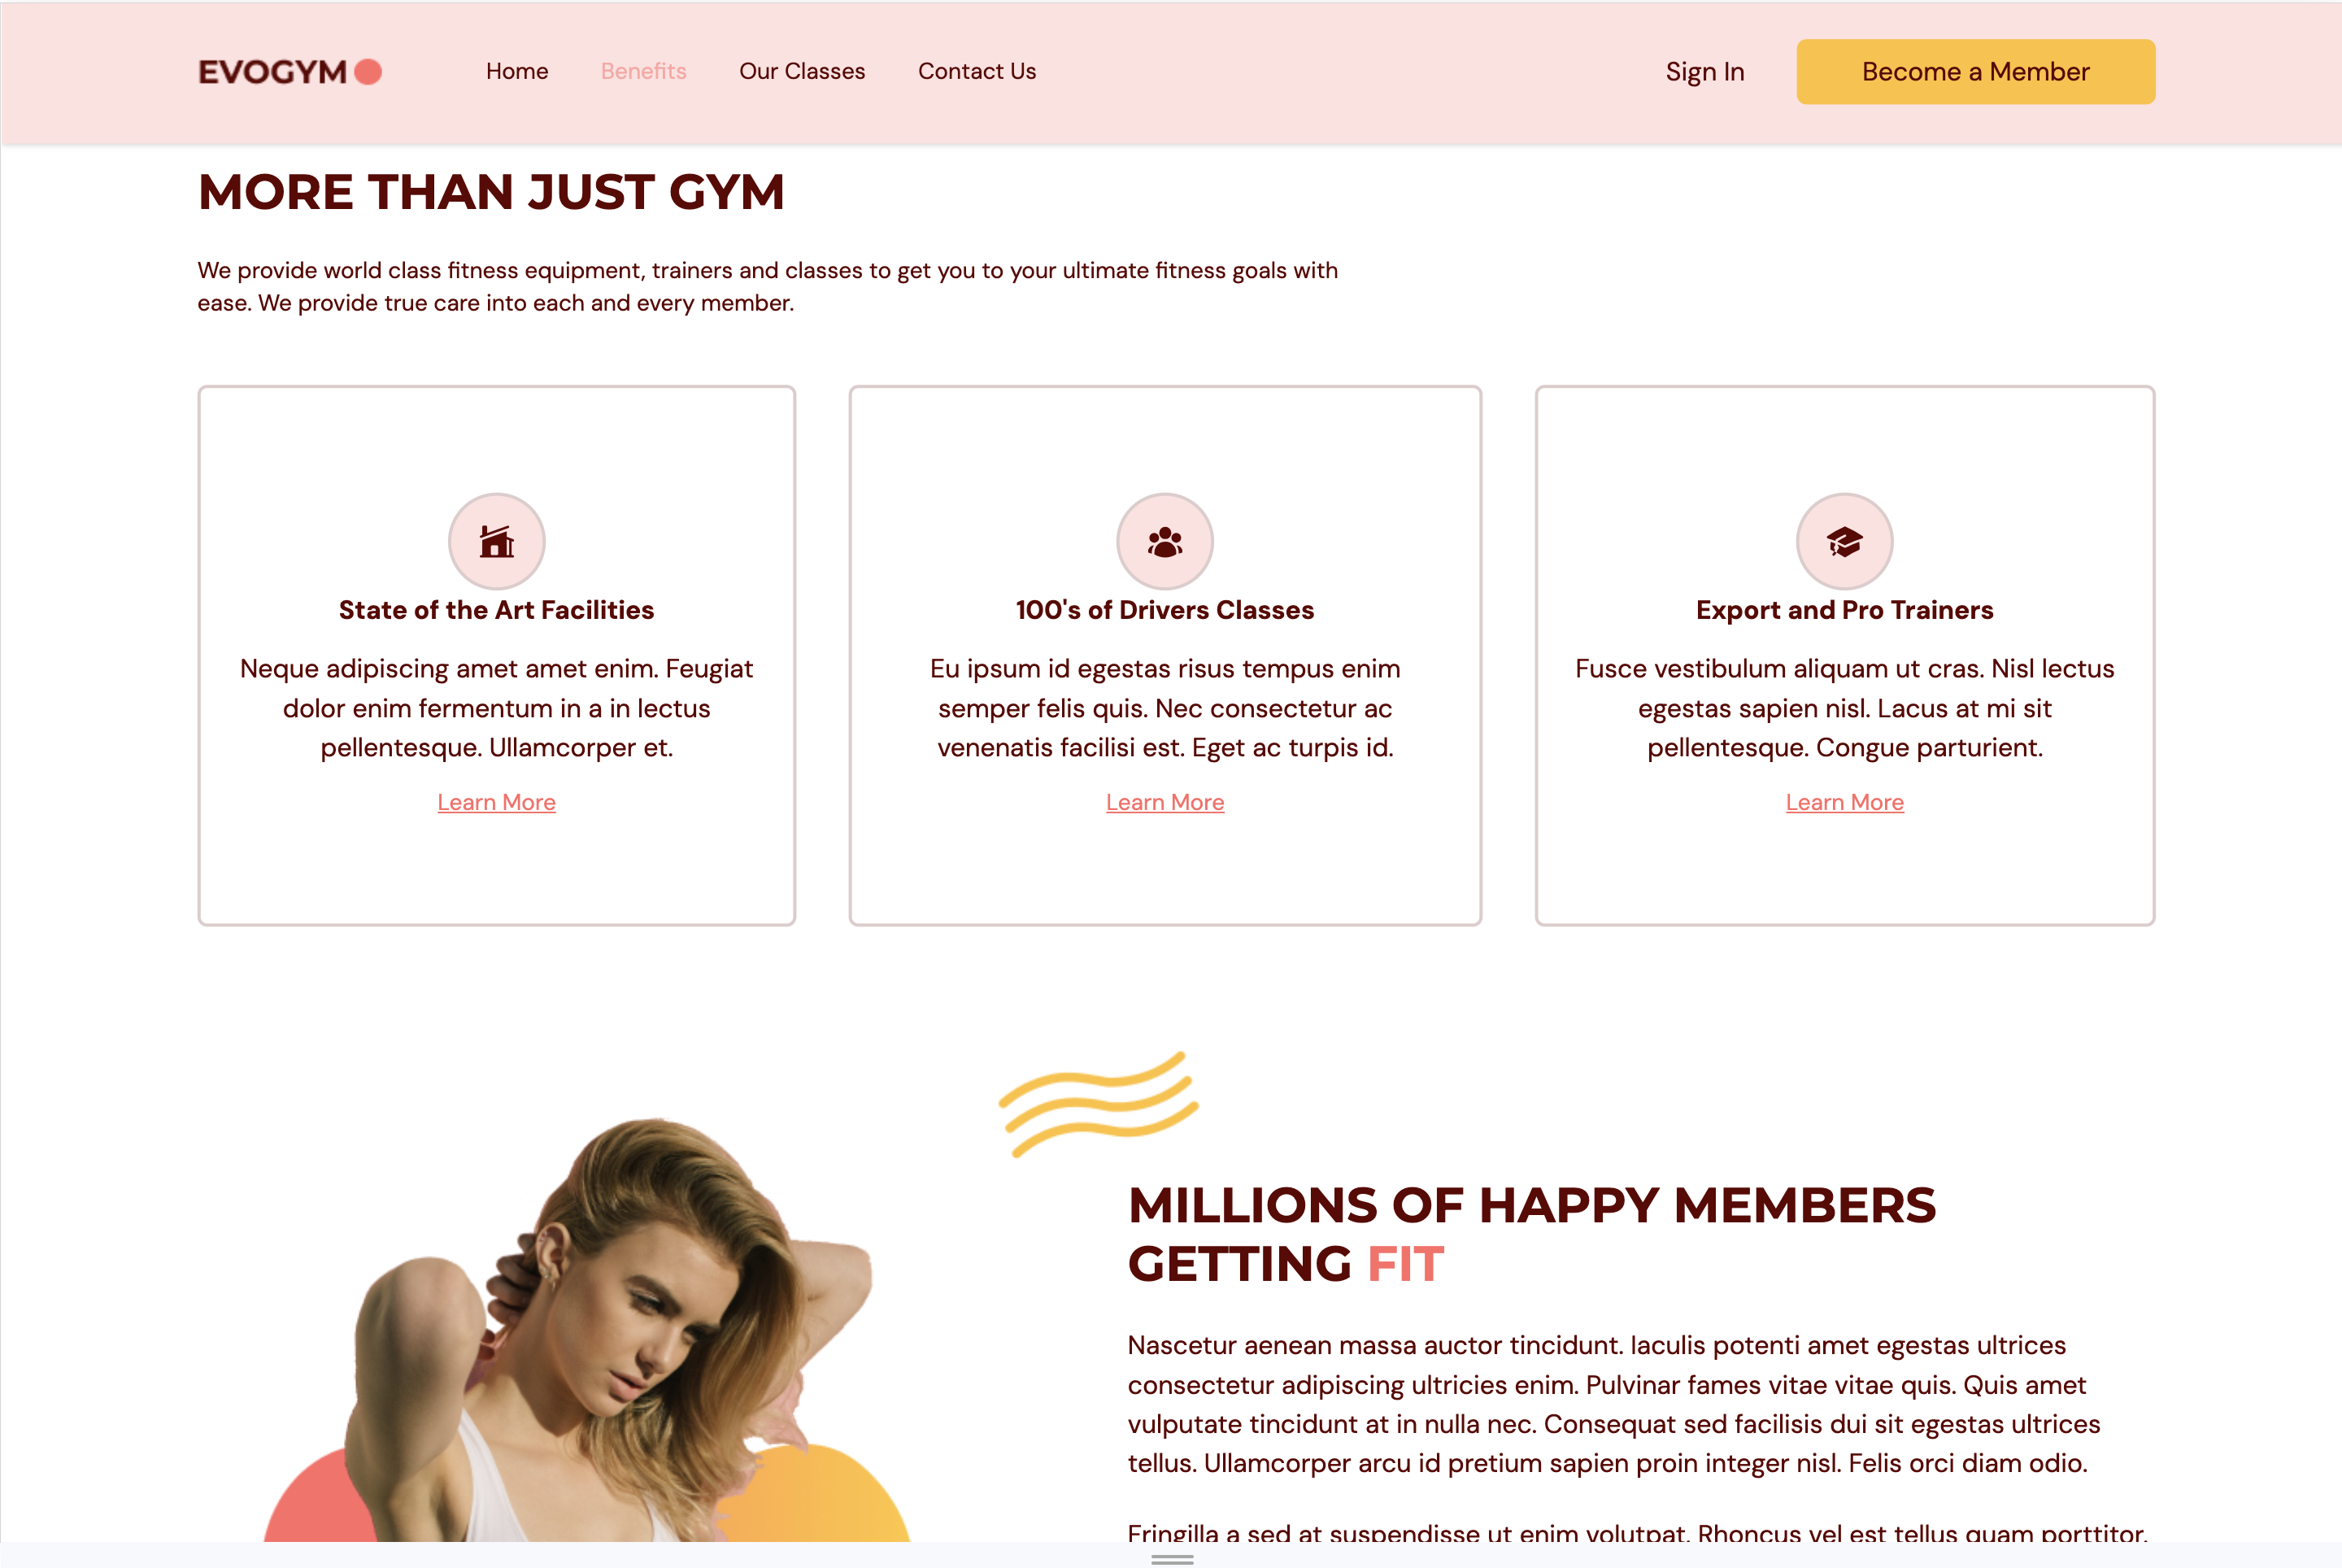 EVOGYM
Home Benefits Our Classes Contact Us Sign In Become a Member
MORE THAN JUST GYM
We provide world class fitness equipment, trainers and classes to get you to your ultimate fitness goals with
ease. We provide true care into each and every member.
State of the Art Facilities
Neque adipiscing amet amet enim. Feugiat
dolor enim fermentum in a in lectus
pellentesque. Ullamcorper et.
Learn More
100's of Drivers Classes
Eu ipsum id egestas risus tempus enim
semper felis quis. Nec consectetur ac
venenatis facilisi est. Eget ac turpis id.
Learn More
Export and Pro Trainers
Fusce vestibulum aliquam ut cras. Nisl lectus
egestas sapien nisl. Lacus at mi sit
pellentesque. Congue parturient.
Learn More
MILLIONS OF HAPPY MEMBERS
GETTING FIT
Nascetur aenean massa auctor tincidunt. Iaculis potenti amet egestas ultrices
consectetur adipiscing ultricies enim. Pulvinar fames vitae vitae quis. Quis amet
vulputate tincidunt at in nulla nec. Consequat sed facilisis dui sit egestas ultrices
tellus. Ullamcorper arcu id pretium sapien proin integer nisl. Felis orci diam odio.
Fringilla a sed at suspendisse ut enim volutpat. Rhoncus vel est tellus quam porttitor.